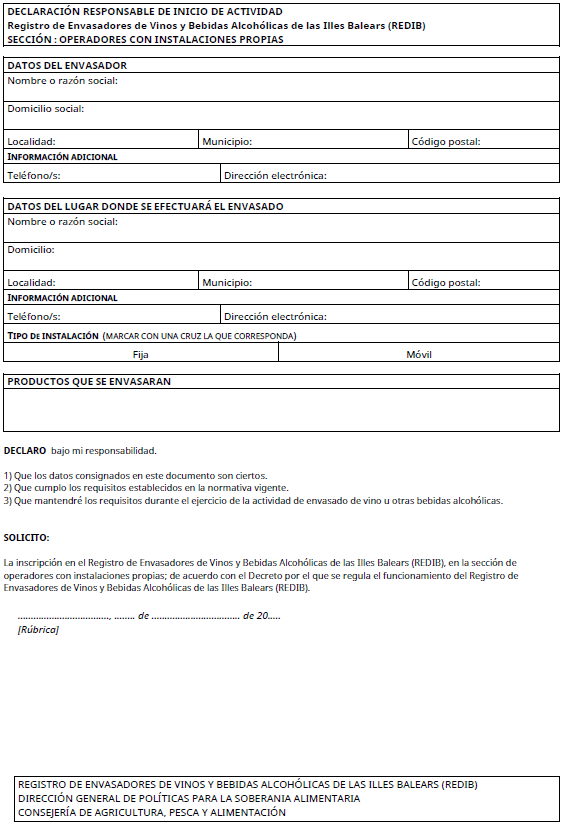 DECLARACIÓN RESPONSABLE DE INICIO DE ACTIVIDAD
Registro de Envasadores de Vinos y Bebidas Alcohólicas de las Illes Balears (REDIB)
SECCIÓN : OPERADORES CON INSTALACIONES PROPIAS
DATOS DEL ENVASADOR
Nombre o razón social:
Domicilio social:
Localidad: Municipio: Código postal:
INFORMACIÓN ADICIONAL
Teléfono/s: Dirección electrónica:
DATOS DEL LUGAR DONDE SE EFECTUARÁ EL ENVASADO
Nombre o razón social:
Domicilio:
Localidad: Municipio: Código postal:
INFORMACIÓN ADICIONAL
Teléfono/s: Dirección electrónica:
TIPO DE INSTALACIÓN (MARCAR CON UNA CRUZ LA QUE CORRESPONDA)
Fija Móvil
PRODUCTOS QUE SE ENVASARAN
DECLARO bajo mi responsabilidad.
1) Que los datos consignados en este documento son ciertos.
2) Que cumplo los requisitos establecidos en la normativa vigente.
3) Que mantendré los requisitos durante el ejercicio de la actividad de envasado de vino u otras bebidas alcohólicas.
SOLICITO:
La inscripción en el Registro de Envasadores de Vinos y Bebidas Alcohólicas de las Illes Balears (REDIB), en la sección de
operadores con instalaciones propias; de acuerdo con el Decreto por el que se regula el funcionamiento del Registro de
Envasadores de Vinos y Bebidas Alcohólicas de las Illes Balears (REDIB).
..................................., ........ de .................................. de 20.....
[Rúbrica]
REGISTRO DE ENVASADORES DE VINOS Y BEBIDAS ALCOHÓLICAS DE LAS ILLES BALEARS (REDIB)
DIRECCIÓN GENERAL DE POLÍTICAS PARA LA SOBERANIA ALIMENTARIA
CONSEJERÍA DE AGRICULTURA, PESCA Y ALIMENTACIÓN